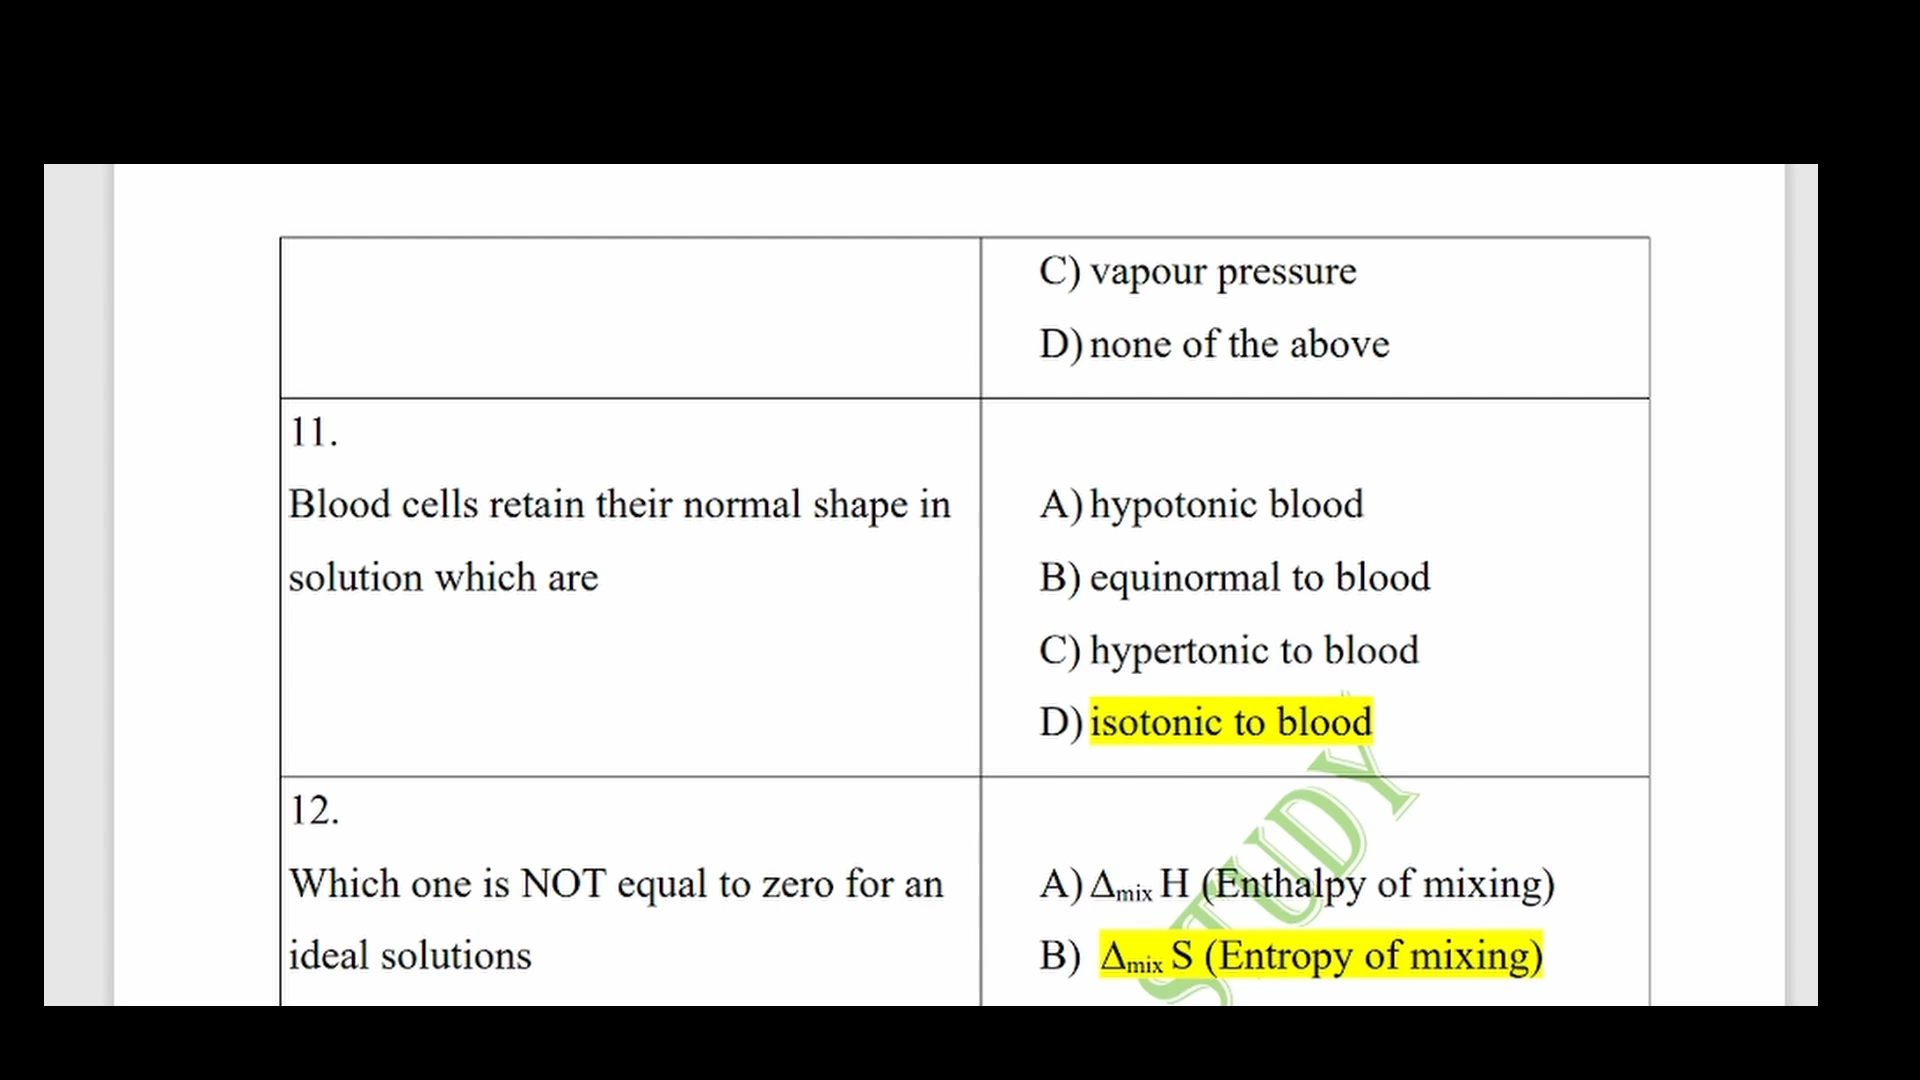 C) vapour pressure
D) none of the above
11.
Blood cells retain their normal shape in
solution which are
A) hypotonic blood
B) equinormal to blood
C) hypertonic to blood
D) isotonic to blood
12.
Which one is NOT equal to zero for an
ideal solutions
A) Δmix H (Enthalpy of mixing)
B) Δmix S (Entropy of mixing)
STUDY